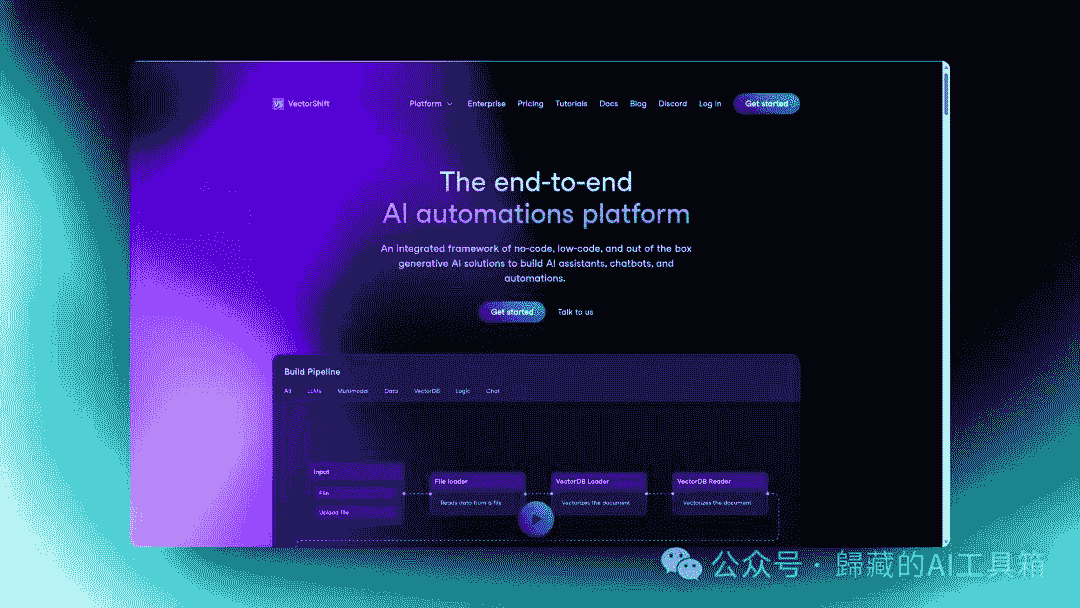 VS VectorShift Platform Enterprise Pricing Tutorials Docs Blog Discord Log in Get started
The end-to-end
AI automations platform
An integrated framework of no-code, low-code, and out of the box
generative AI solutions to build AI assistants, chatbots, and
automations.
Get started Talk to us
Build Pipeline
All LLMs Multimodal Data VectorDB Logic Chat
Input
File loader VectorDB Loader VectorDB Reader
File
Reads data from a file Vectorizes the document Vectorizes the document
Upload file
公众号 · 歸藏的AI工具箱